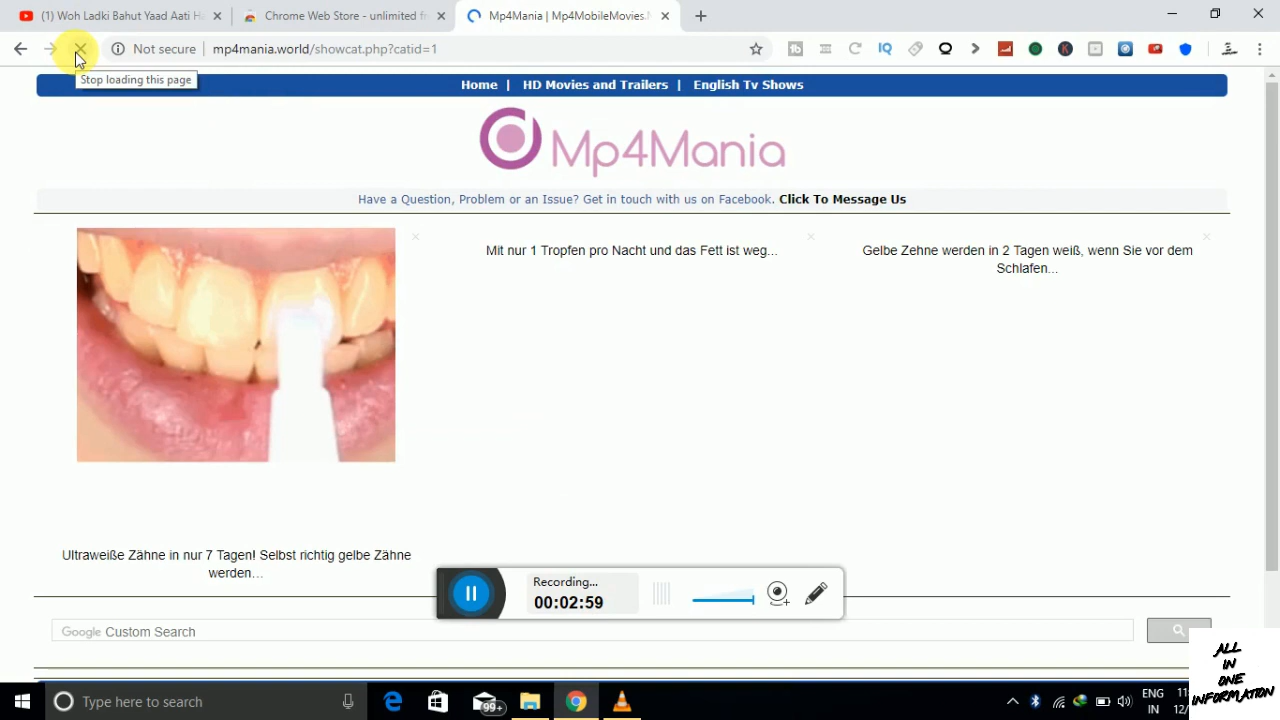 (1) Woh Ladki Bahut Yaad Aati Ha
Chrome Web Store - unlimited fr
Mp4Mania | Mp4MobileMovies.N
Not secure
mp4mania.world/showcat.php?catid=1
Stop loading this page
Home | HD Movies and Trailers | English Tv Shows
Mp4Mania
Have a Question, Problem or an Issue? Get in touch with us on Facebook. Click To Message Us
Mit nur 1 Tropfen pro Nacht und das Fett ist weg...
Gelbe Zehne werden in 2 Tagen weiß, wenn Sie vor dem
Schlafen...
Ultraweiße Zähne in nur 7 Tagen! Selbst richtig gelbe Zähne
werden...
Recording...
00:02:59
Google Custom Search
ALL
IN
ONE
INFORMATION
Type here to search
99+
ENG
IN